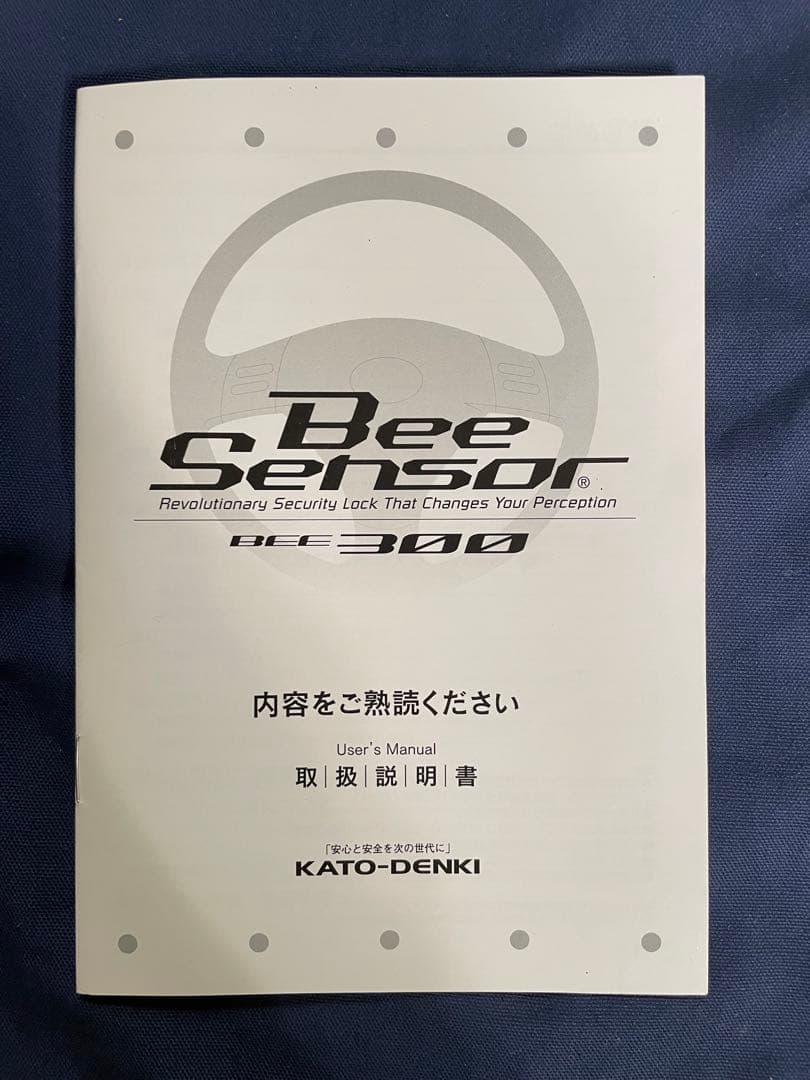 Bee
Sensor®
Revolutionary Security Lock That Changes Your Perception
BEE 300
内容をご熟読ください
User's Manual
取|扱|説|明|書
「安心と安全を次の世代に」
KATO-DENKI